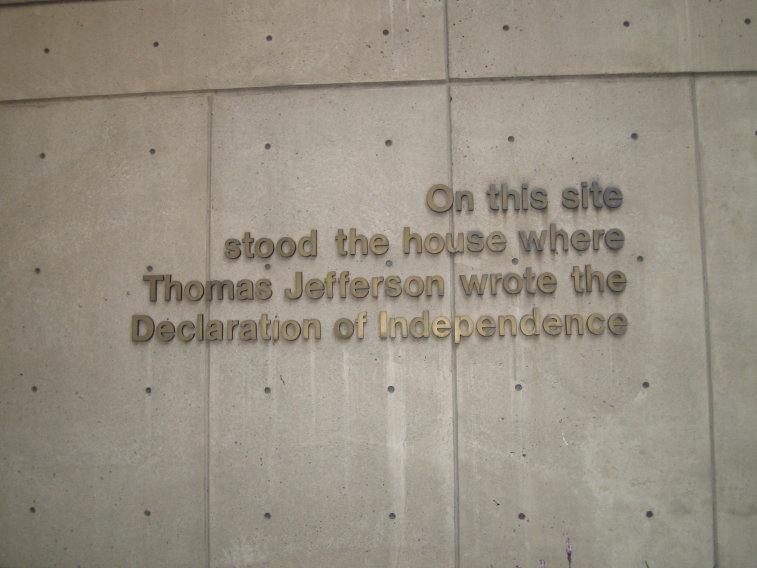 On this site
stood the house where
Thomas Jefferson wrote the
Declaration of Independence